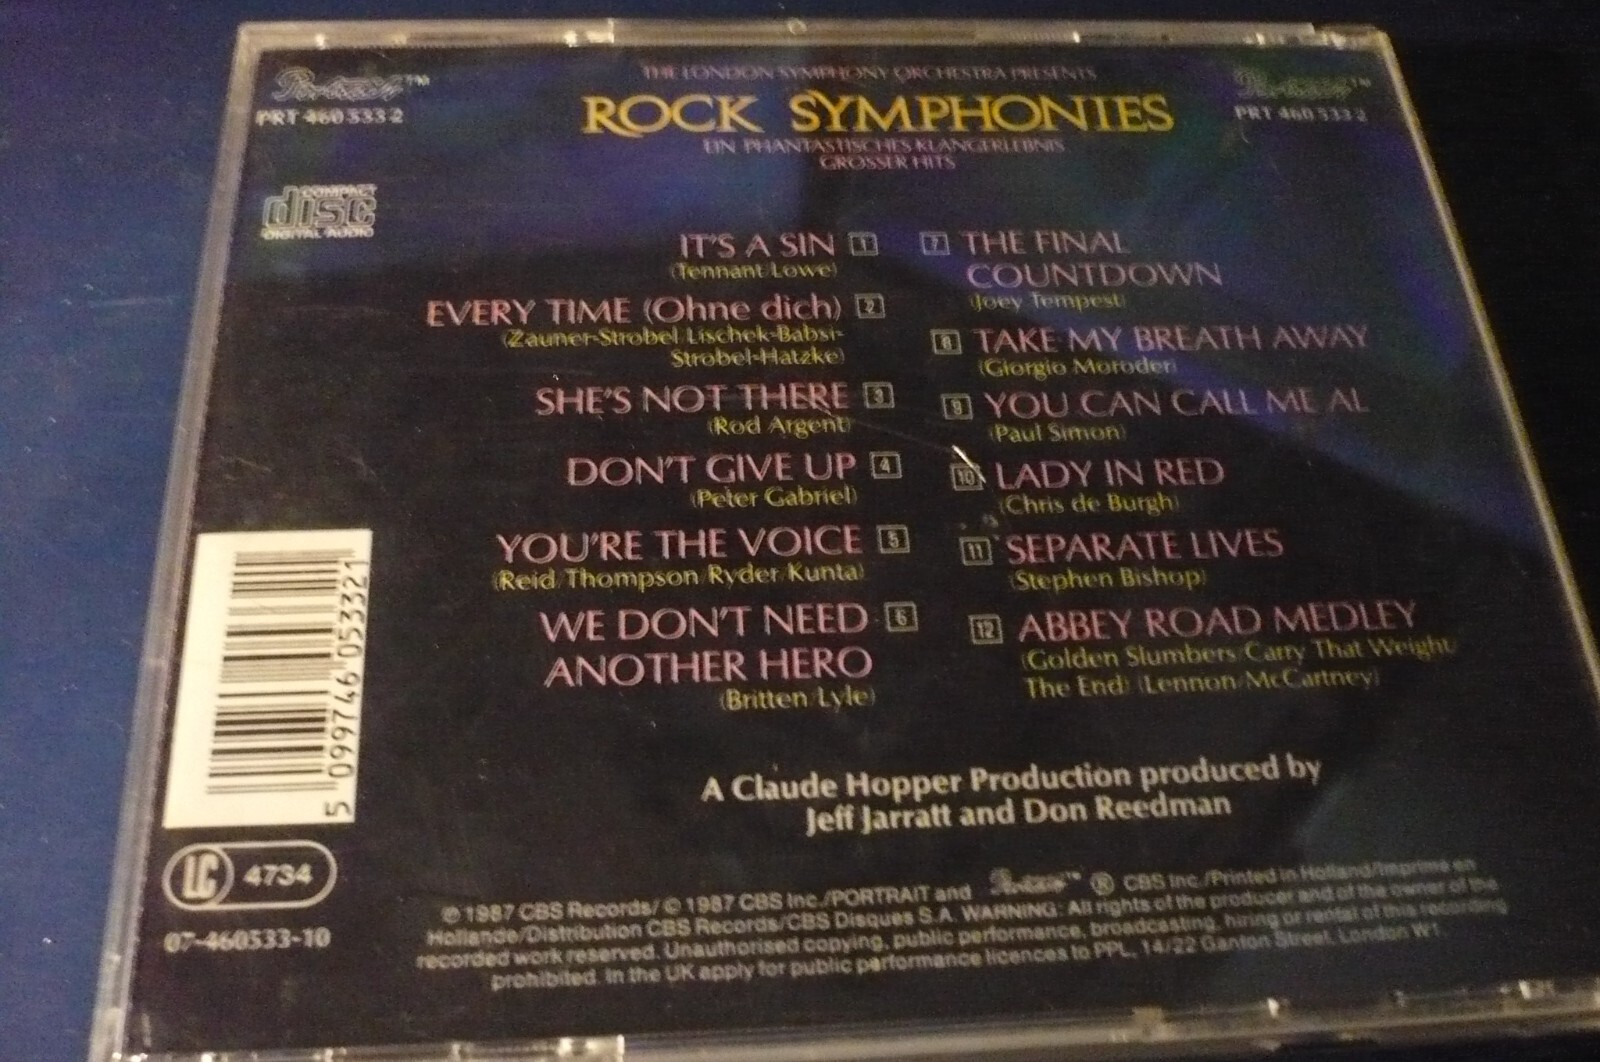 Portrait™
PRT 460 533 2
THE LONDON SYMPHONY ORCHESTRA PRESENTS
ROCK SYMPHONIES
EIN PHANTASTISCHES KLANGERLEBNIS
GROSSER HITS
Portrait™
PRT 460 533 2
COMPACT
disc
DIGITAL AUDIO
IT'S A SIN 1
(Tennant/Lowe)
EVERY TIME (Ohne dich) 2
(Zauner-Strobel/Lischek-Babsi-
Strobel-Hatzke)
SHE'S NOT THERE 3
(Rod Argent)
DON'T GIVE UP 4
(Peter Gabriel)
YOU'RE THE VOICE 5
(Reid/Thompson/Ryder/Kunta)
WE DON'T NEED 6
ANOTHER HERO
(Britten/Lyle)
7 THE FINAL
COUNTDOWN
(Joey Tempest)
8 TAKE MY BREATH AWAY
(Giorgio Moroder)
9 YOU CAN CALL ME AL
(Paul Simon)
10 LADY IN RED
(Chris de Burgh)
11 SEPARATE LIVES
(Stephen Bishop)
12 ABBEY ROAD MEDLEY
(Golden Slumbers/Carry That Weight/
The End) (Lennon/McCartney)
5 099746 053321
LC 4734
07-460533-10
A Claude Hopper Production produced by
Jeff Jarratt and Don Reedman
℗ 1987 CBS Records/ © 1987 CBS Inc./PORTRAIT and Portrait™ ® CBS Inc./Printed in Holland/Imprimé en
Hollande/Distribution CBS Records/CBS Disques S.A. WARNING: All rights of the producer and of the owner of the
recorded work reserved. Unauthorised copying, public performance, broadcasting, hiring or rental of this recording
prohibited. In the UK apply for public performance licences to PPL, 14/22 Ganton Street, London W1.